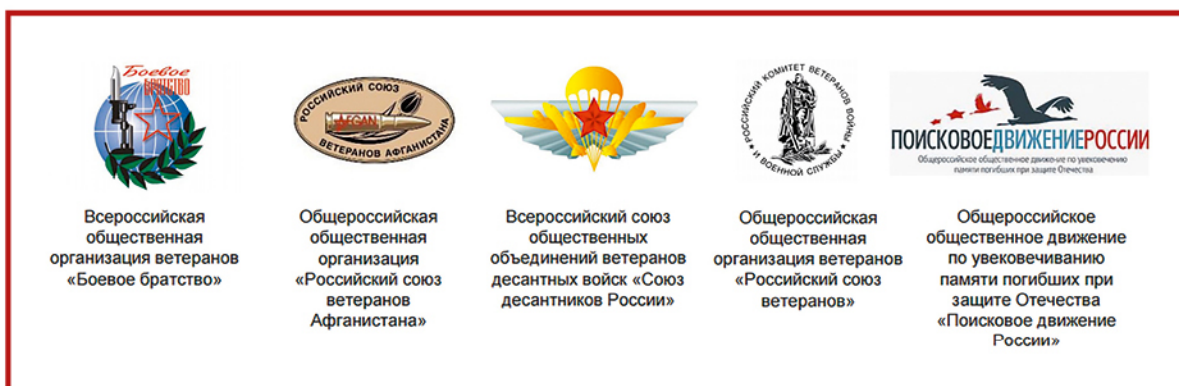 Боевое
БРАТСТВО
Всероссийская
общественная
организация ветеранов
«Боевое братство»
РОССИЙСКИЙ СОЮЗ
AFGAN
ВЕТЕРАНОВ АФГАНИСТАНА
Общероссийская
общественная
организация
«Российский союз
ветеранов
Афганистана»
Всероссийский союз
общественных
объединений ветеранов
десантных войск «Союз
десантников России»
РОССИЙСКИЙ КОМИТЕТ ВЕТЕРАНОВ ВОЙНЫ
И ВОЕННОЙ СЛУЖБЫ
Общероссийская
общественная
организация ветеранов
«Российский союз
ветеранов»
ПОИСКОВОЕДВИЖЕНИЕРОССИИ
Общероссийское общественное движение по увековечению
памяти погибших при защите Отечества
Общероссийское
общественное движение
по увековечиванию
памяти погибших при
защите Отечества
«Поисковое движение
России»